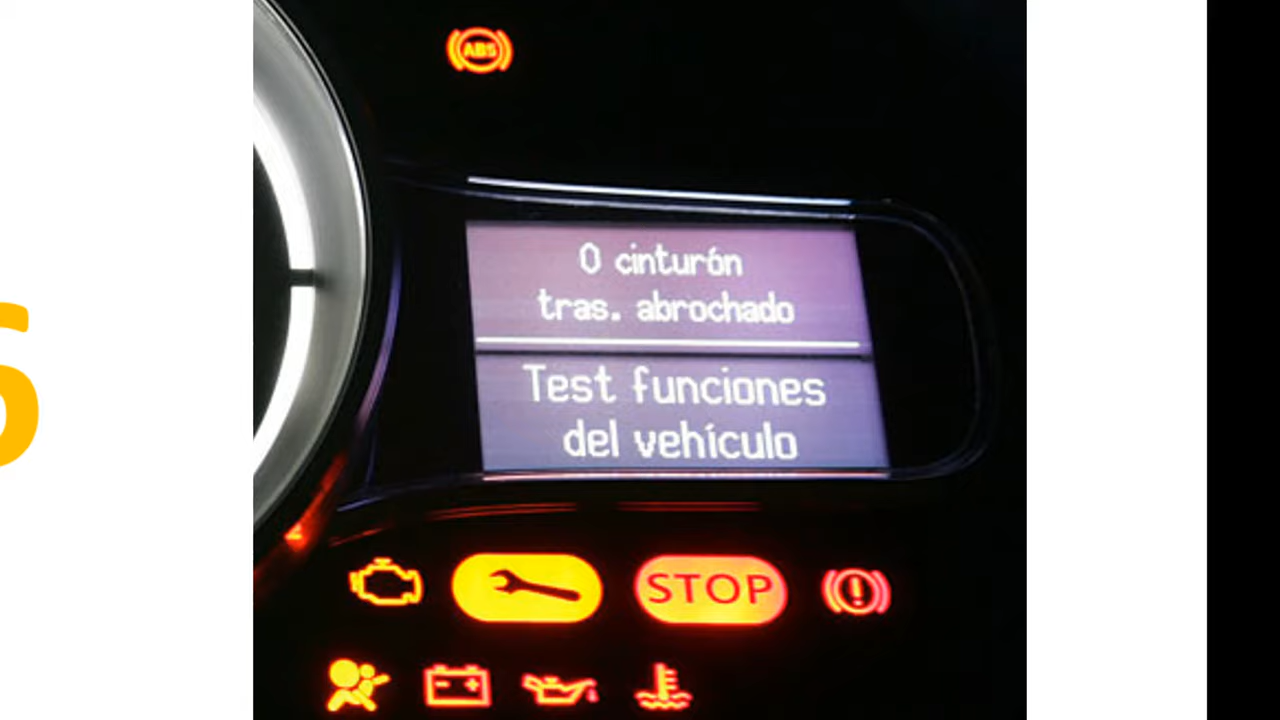 ABS
0 cinturón
tras. abrochado
Test funciones
del vehículo
STOP